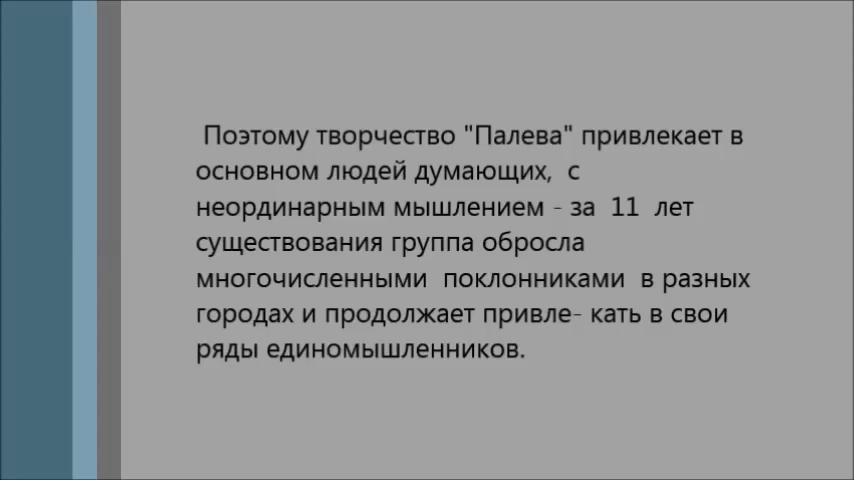 Поэтому творчество "Палева" привлекает в
основном людей думающих, с
неординарным мышлением - за 11 лет
существования группа обросла
многочисленными поклонниками в разных
городах и продолжает привле- кать в свои
ряды единомышленников.